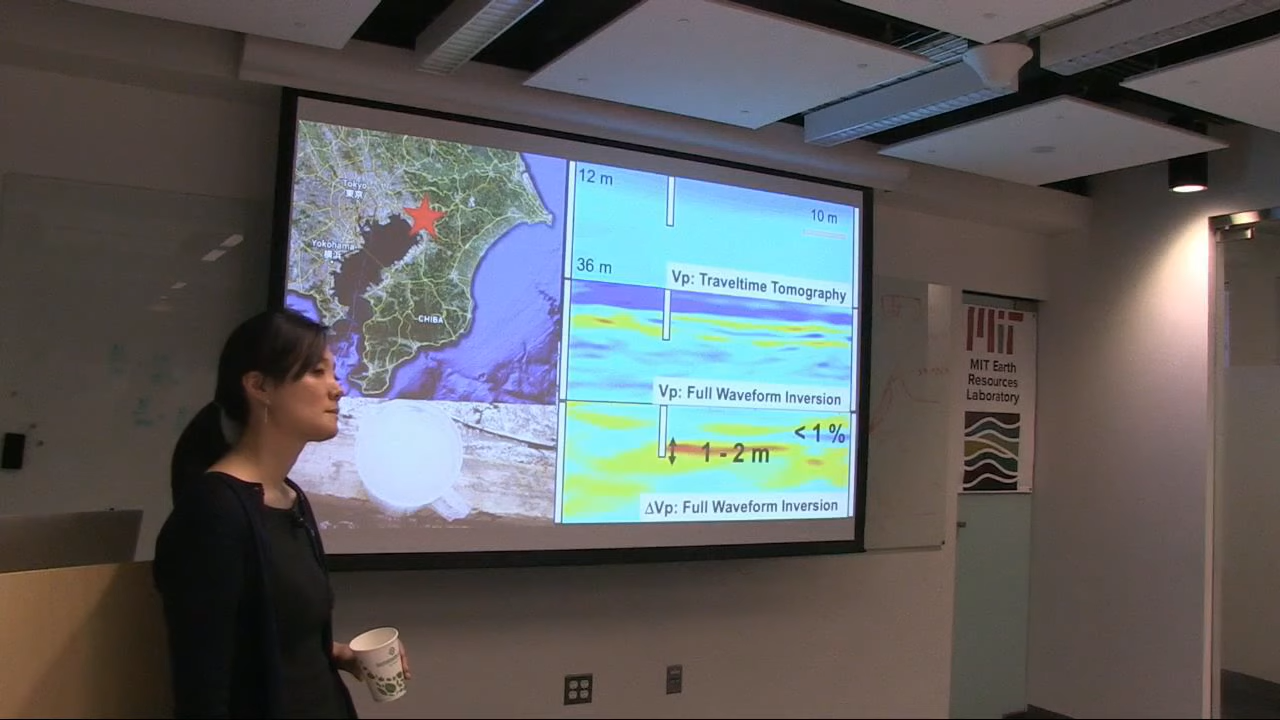 Tokyo
東京
Yokohama
横浜
CHIBA
12 m
10 m
36 m
Vp: Traveltime Tomography
Vp: Full Waveform Inversion
< 1 %
1 - 2 m
ΔVp: Full Waveform Inversion
MIT
MIT Earth
Resources
Laboratory